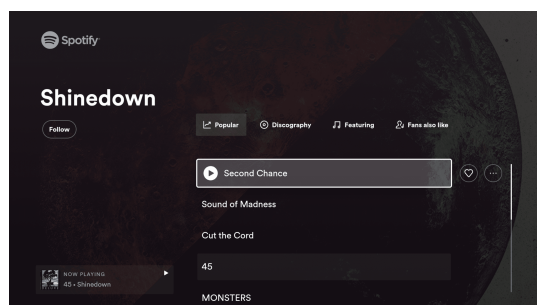 Spotify
Shinedown
Follow
Popular
Discography
Featuring
Fans also like
Second Chance
Sound of Madness
Cut the Cord
45
MONSTERS
NOW PLAYING
45 • Shinedown